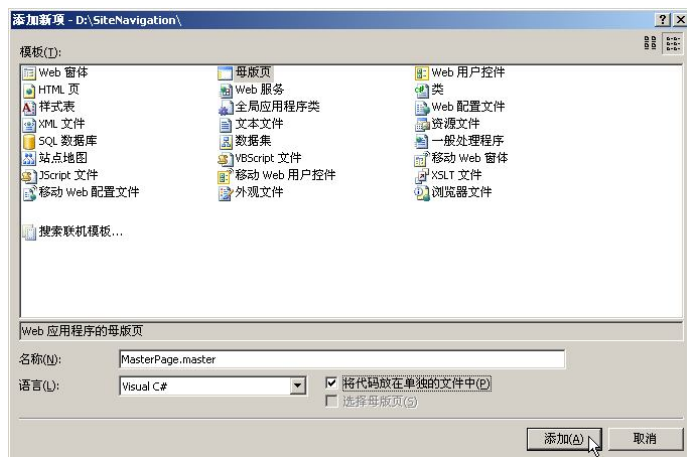 添加新项 - D:\SiteNavigation\
模板(T):
Web 窗体 母版页 Web 用户控件
HTML 页 Web 服务 类
样式表 全局应用程序类 Web 配置文件
XML 文件 文本文件 资源文件
SQL 数据库 数据集 一般处理程序
站点地图 VBScript 文件 移动 Web 窗体
JScript 文件 移动 Web 用户控件 XSLT 文件
移动 Web 配置文件 外观文件 浏览器文件
搜索联机模板...
Web 应用程序的母版页
名称(N): MasterPage.master
语言(L): Visual C# 将代码放在单独的文件中(P)
选择母版页(S)
添加(A) 取消